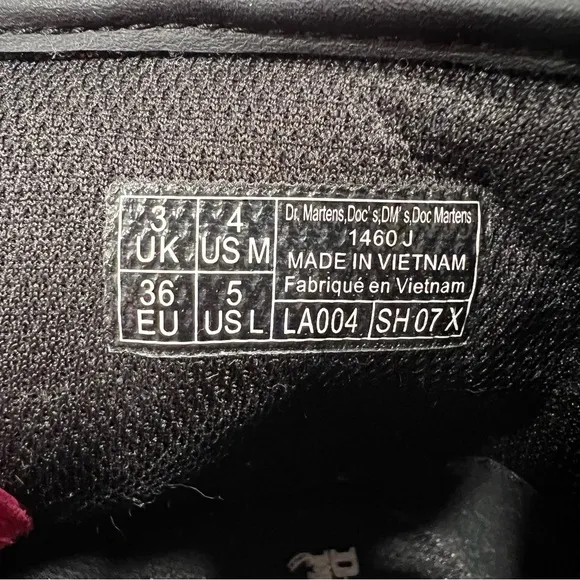 3
UK
4
US M
36
EU
5
US L
Dr. Martens,Doc's,DM's,Doc Martens
1460 J
MADE IN VIETNAM
Fabriqué en Vietnam
LA004
SH 07 X